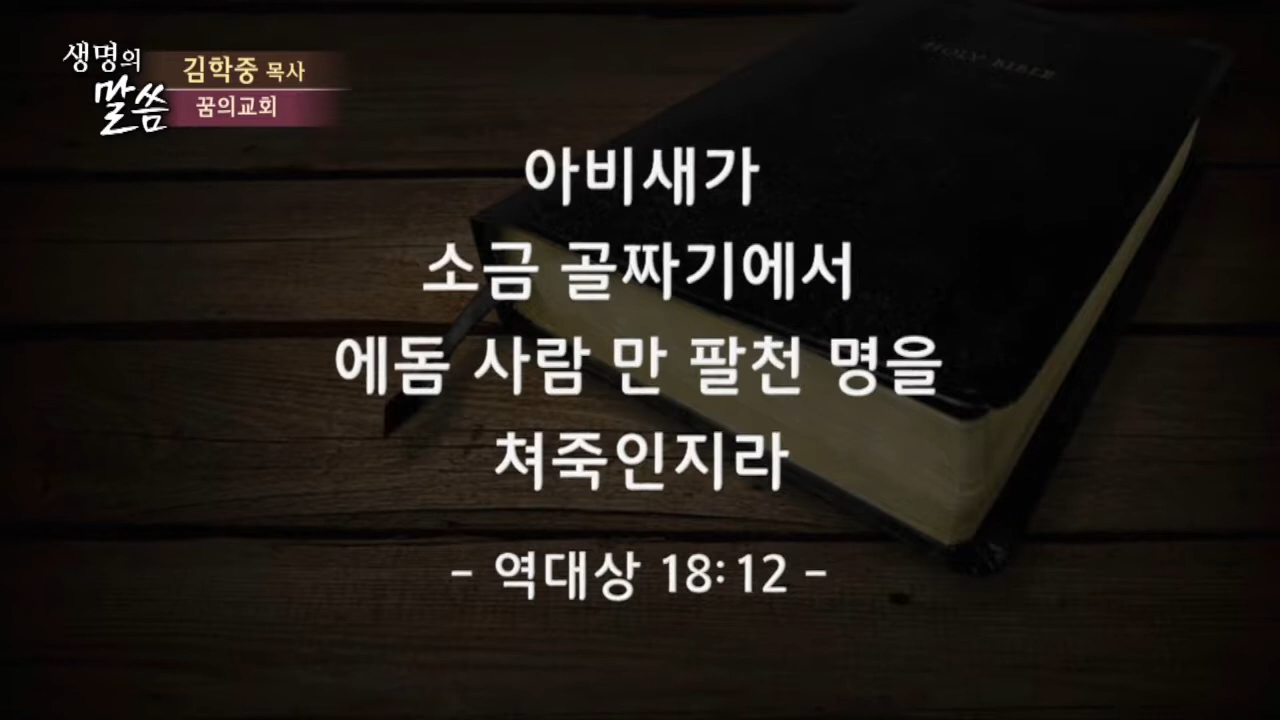 생명의
말씀
김학중 목사
꿈의교회
HOLY BIBLE
아비새가
소금 골짜기에서
에돔 사람 만 팔천 명을
쳐죽인지라
- 역대상 18:12 -